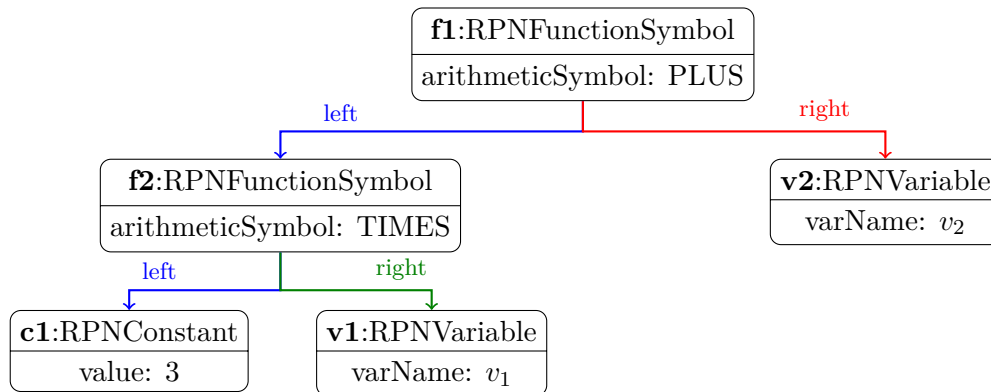 f1:RPNFunctionSymbol
arithmeticSymbol: PLUS
left
right
f2:RPNFunctionSymbol
arithmeticSymbol: TIMES
v2:RPNVariable
varName: v₂
left
right
c1:RPNConstant
value: 3
v1:RPNVariable
varName: v₁